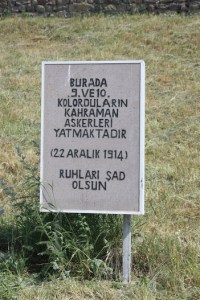 BURADA
9. VE 10.
KOLORDULARIN
KAHRAMAN
ASKERLERİ
YATMAKTADIR
(22 ARALIK 1914)
RUHLARI ŞAD
OLSUN